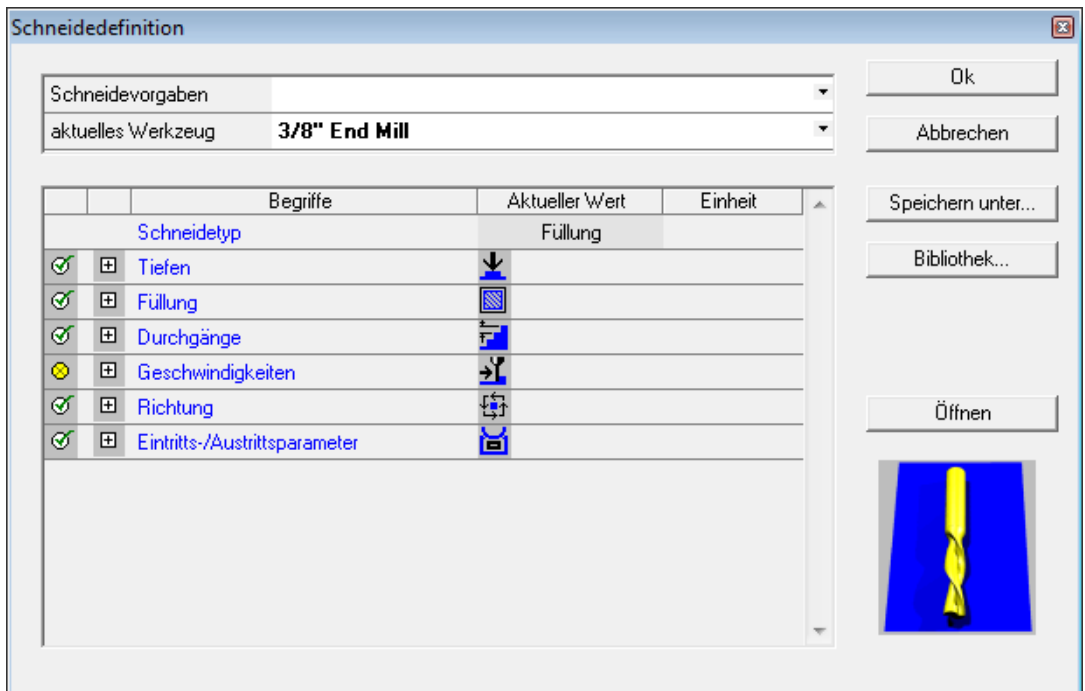 Schneidedefinition
Schneidevorgaben
Ok
aktuelles Werkzeug 3/8" End Mill
Abbrechen
Begriffe Aktueller Wert Einheit
Speichern unter...
Schneidetyp Füllung
Bibliothek...
Tiefen
Füllung
Durchgänge
Geschwindigkeiten
Richtung
Öffnen
Eintritts-/Austrittsparameter